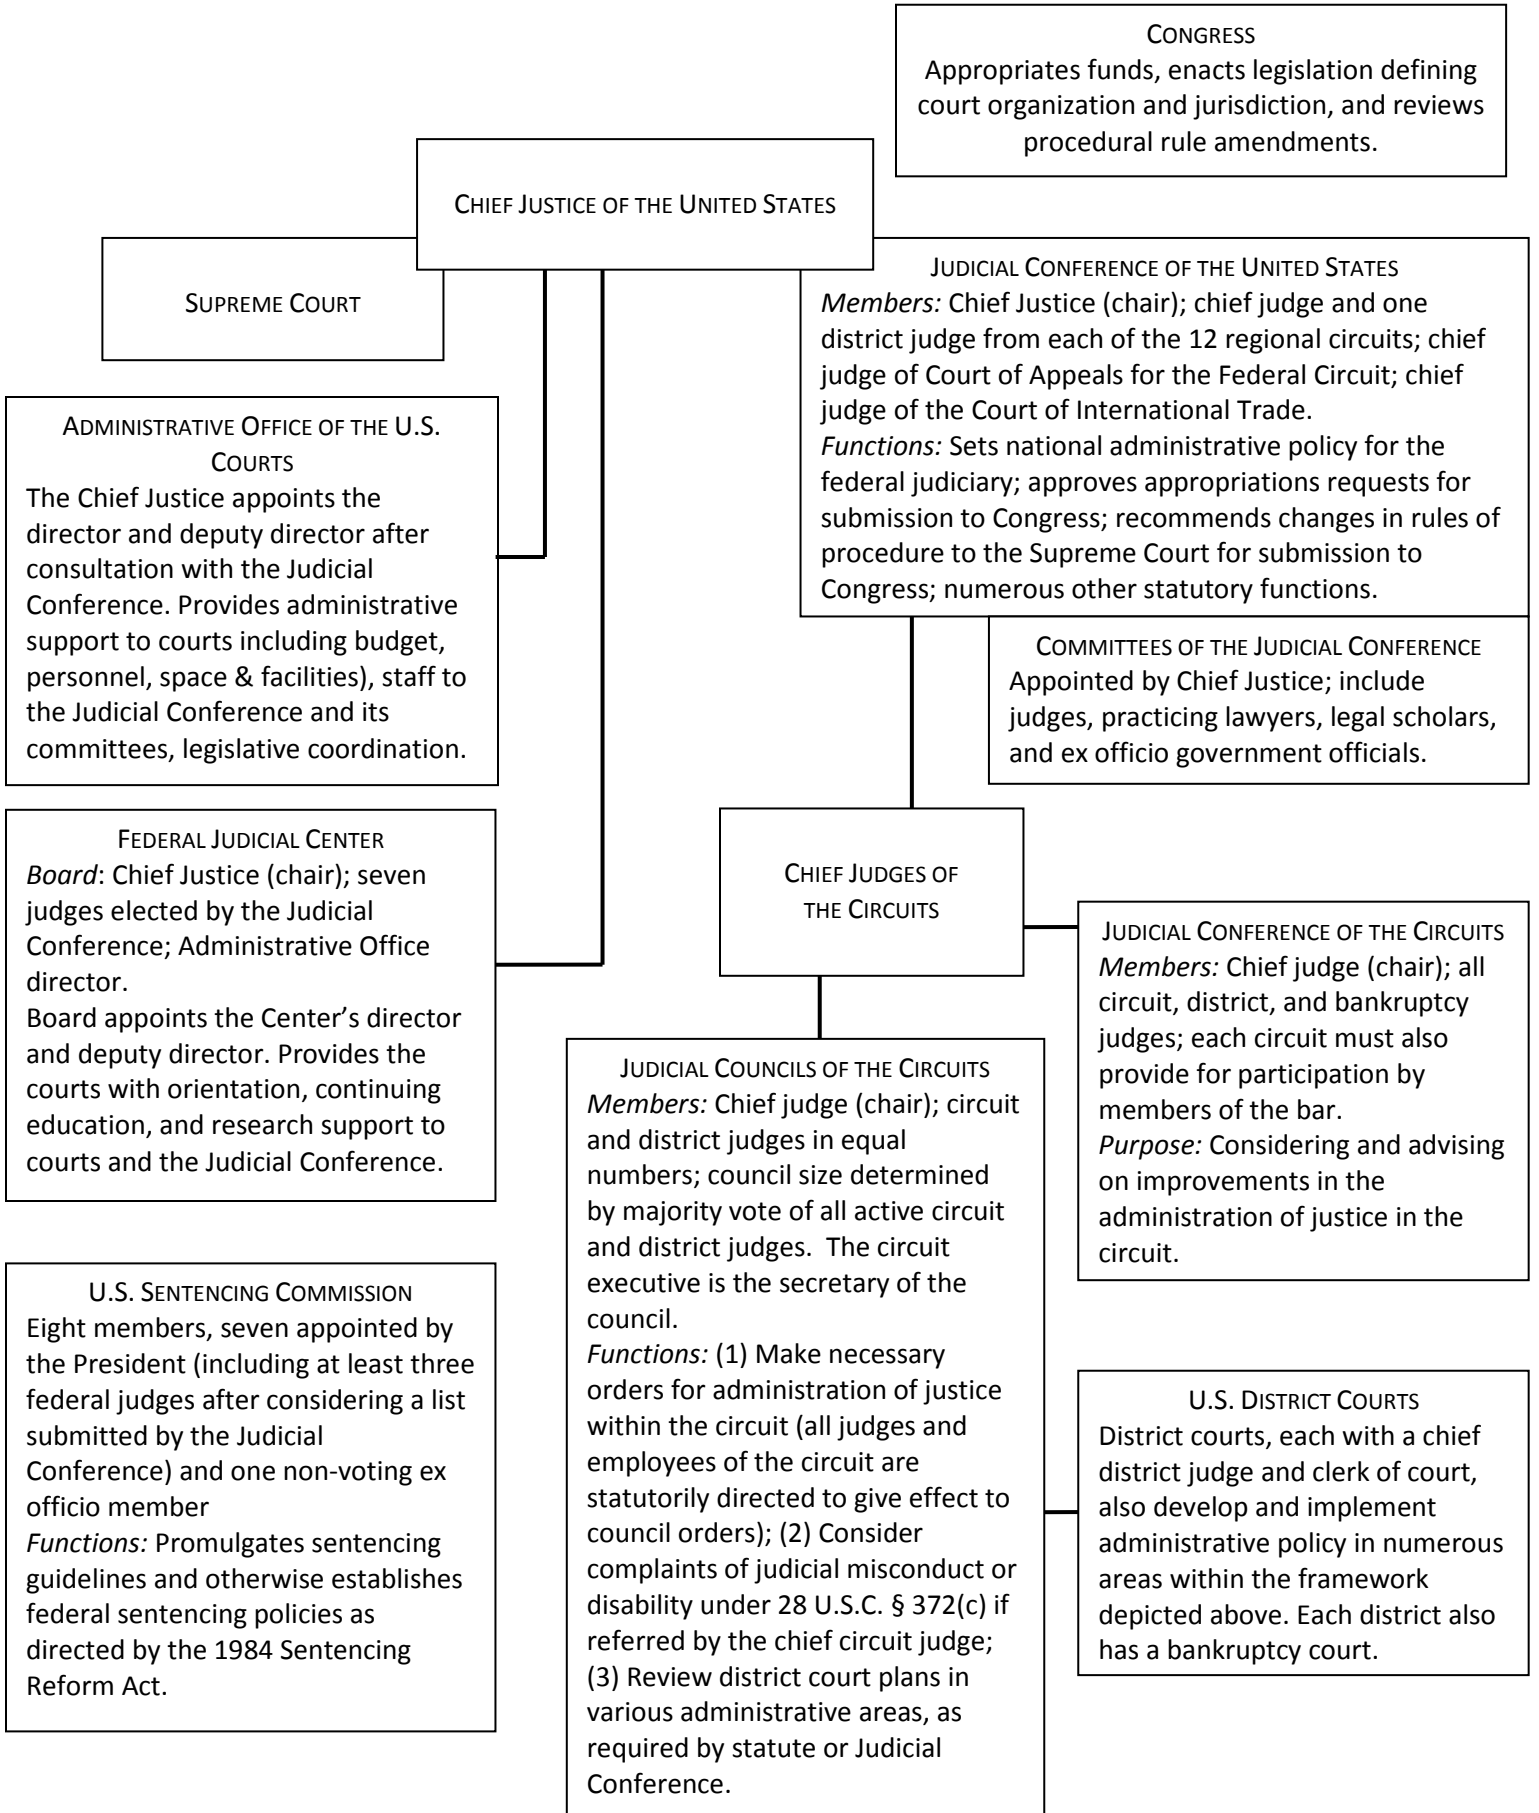 CONGRESS
Appropriates funds, enacts legislation defining
court organization and jurisdiction, and reviews
procedural rule amendments.
CHIEF JUSTICE OF THE UNITED STATES
SUPREME COURT
JUDICIAL CONFERENCE OF THE UNITED STATES
Members: Chief Justice (chair); chief judge and one
district judge from each of the 12 regional circuits; chief
judge of Court of Appeals for the Federal Circuit; chief
judge of the Court of International Trade.
Functions: Sets national administrative policy for the
federal judiciary; approves appropriations requests for
submission to Congress; recommends changes in rules of
procedure to the Supreme Court for submission to
Congress; numerous other statutory functions.
ADMINISTRATIVE OFFICE OF THE U.S.
COURTS
The Chief Justice appoints the
director and deputy director after
consultation with the Judicial
Conference. Provides administrative
support to courts including budget,
personnel, space & facilities), staff to
the Judicial Conference and its
committees, legislative coordination.
COMMITTEES OF THE JUDICIAL CONFERENCE
Appointed by Chief Justice; include
judges, practicing lawyers, legal scholars,
and ex officio government officials.
FEDERAL JUDICIAL CENTER
Board: Chief Justice (chair); seven
judges elected by the Judicial
Conference; Administrative Office
director.
Board appoints the Center’s director
and deputy director. Provides the
courts with orientation, continuing
education, and research support to
courts and the Judicial Conference.
CHIEF JUDGES OF
THE CIRCUITS
JUDICIAL CONFERENCE OF THE CIRCUITS
Members: Chief judge (chair); all
circuit, district, and bankruptcy
judges; each circuit must also
provide for participation by
members of the bar.
Purpose: Considering and advising
on improvements in the
administration of justice in the
circuit.
JUDICIAL COUNCILS OF THE CIRCUITS
Members: Chief judge (chair); circuit
and district judges in equal
numbers; council size determined
by majority vote of all active circuit
and district judges.  The circuit
executive is the secretary of the
council.
Functions: (1) Make necessary
orders for administration of justice
within the circuit (all judges and
employees of the circuit are
statutorily directed to give effect to
council orders); (2) Consider
complaints of judicial misconduct or
disability under 28 U.S.C. § 372(c) if
referred by the chief circuit judge;
(3) Review district court plans in
various administrative areas, as
required by statute or Judicial
Conference.
U.S. SENTENCING COMMISSION
Eight members, seven appointed by
the President (including at least three
federal judges after considering a list
submitted by the Judicial
Conference) and one non-voting ex
officio member
Functions: Promulgates sentencing
guidelines and otherwise establishes
federal sentencing policies as
directed by the 1984 Sentencing
Reform Act.
U.S. DISTRICT COURTS
District courts, each with a chief
district judge and clerk of court,
also develop and implement
administrative policy in numerous
areas within the framework
depicted above. Each district also
has a bankruptcy court.